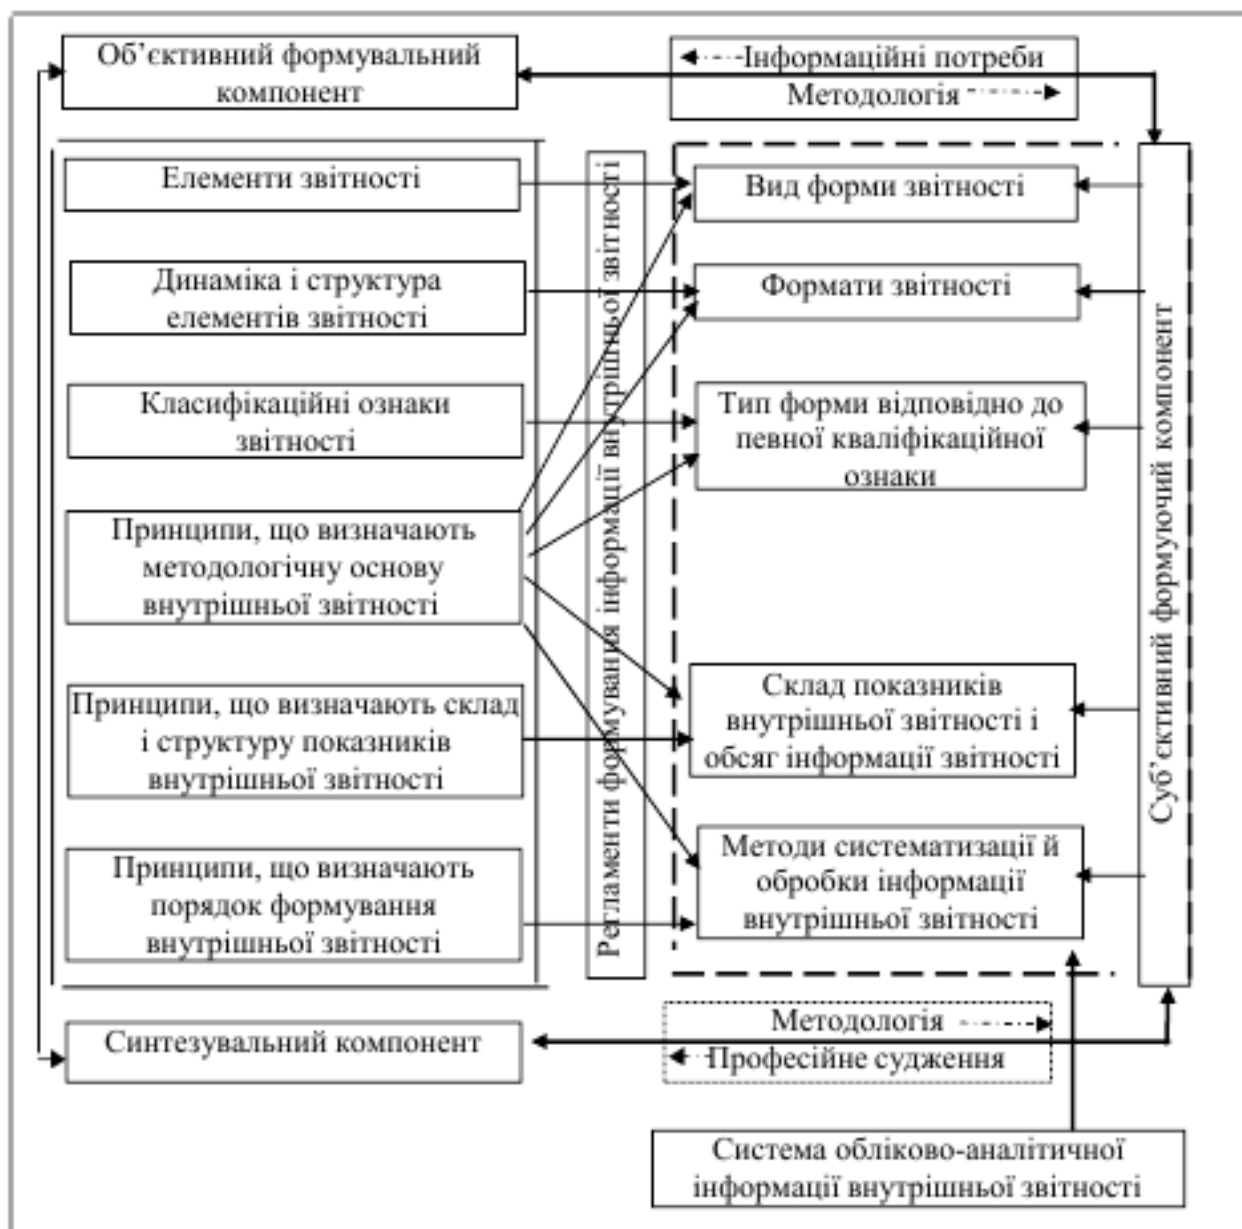 Об’єктивний формувальний
компонент
Інформаційні потреби
Методологія
Елементи звітності
Динаміка і структура
елементів звітності
Класифікаційні ознаки
звітності
Принципи, що визначають
методологічну основу
внутрішньої звітності
Принципи, що визначають склад
і структуру показників
внутрішньої звітності
Принципи, що визначають
порядок формування
внутрішньої звітності
Регламенти формування інформації внутрішньої звітності
Вид форми звітності
Формати звітності
Тип форми відповідно до
певної кваліфікаційної
ознаки
Склад показників
внутрішньої звітності і
обсяг інформації звітності
Методи систематизації й
обробки інформації
внутрішньої звітності
Суб’єктивний формуючий компонент
Синтезувальний компонент
Методологія
Професійне судження
Система обліково-аналітичної
інформації внутрішньої звітності